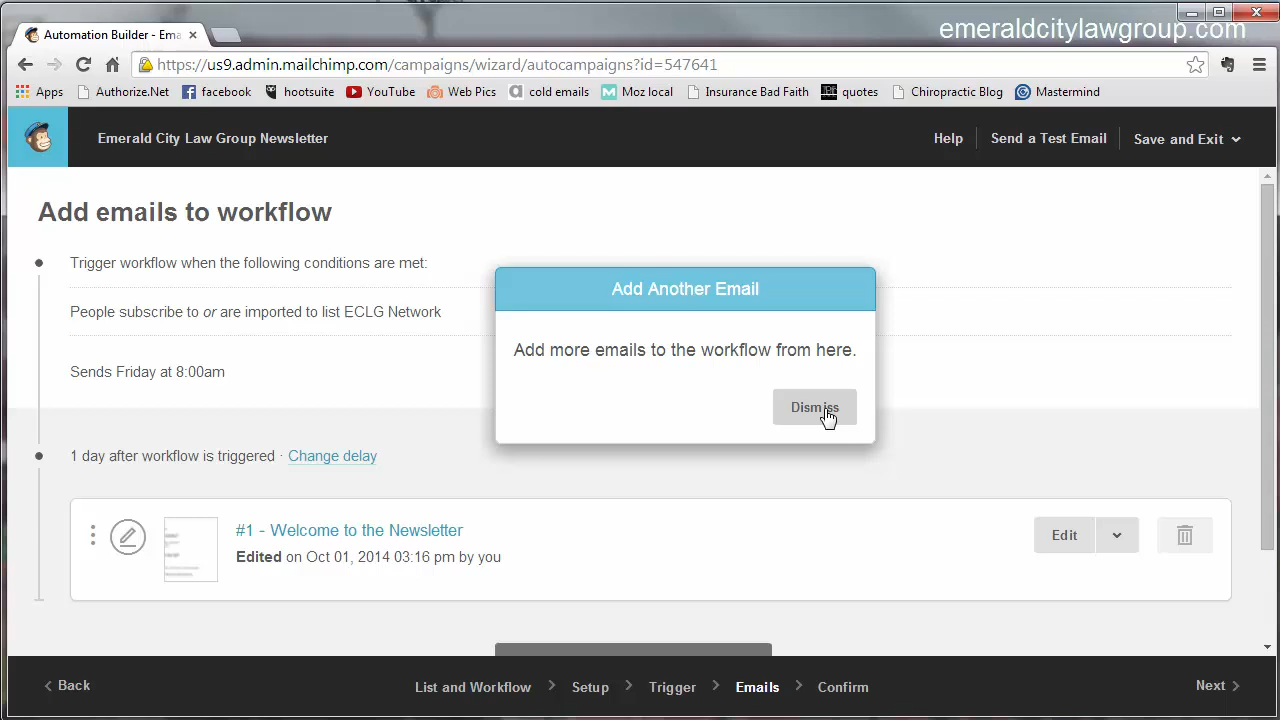 emeraldcitylawgroup.com
Automation Builder - Ema
https://us9.admin.mailchimp.com/campaigns/wizard/autocampaigns?id=547641
Apps Authorize.Net facebook hootsuite YouTube Web Pics cold emails Moz local Insurance Bad Faith quotes Chiropractic Blog Mastermind
Emerald City Law Group Newsletter Help Send a Test Email Save and Exit
Add emails to workflow
Trigger workflow when the following conditions are met:
People subscribe to or are imported to list ECLG Network
Sends Friday at 8:00am
Add Another Email
Add more emails to the workflow from here.
Dismiss
1 day after workflow is triggered · Change delay
#1 - Welcome to the Newsletter
Edited on Oct 01, 2014 03:16 pm by you
Edit
Back List and Workflow Setup Trigger Emails Confirm Next